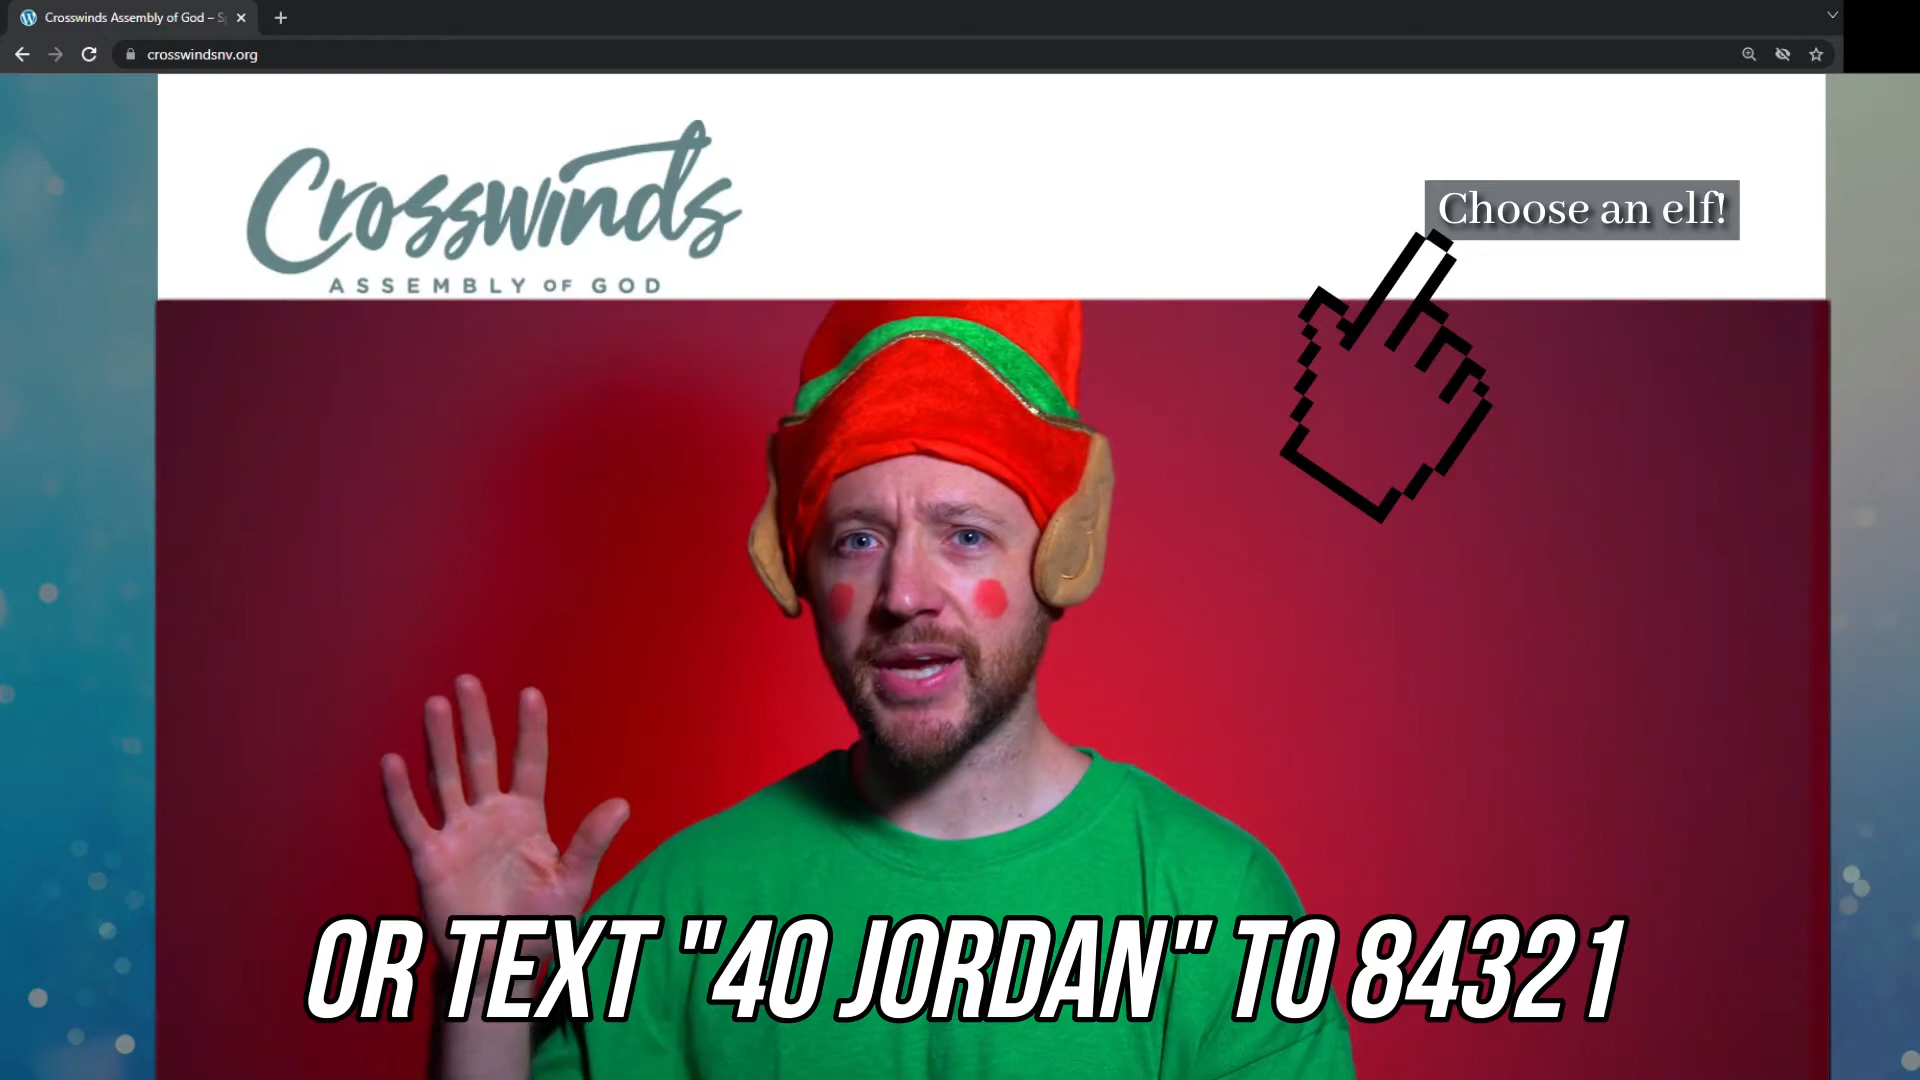 Crosswinds Assembly of God – S
crosswindsnv.org
Crosswinds
ASSEMBLY OF GOD
Choose an elf!
OR TEXT "40 JORDAN" TO 84321